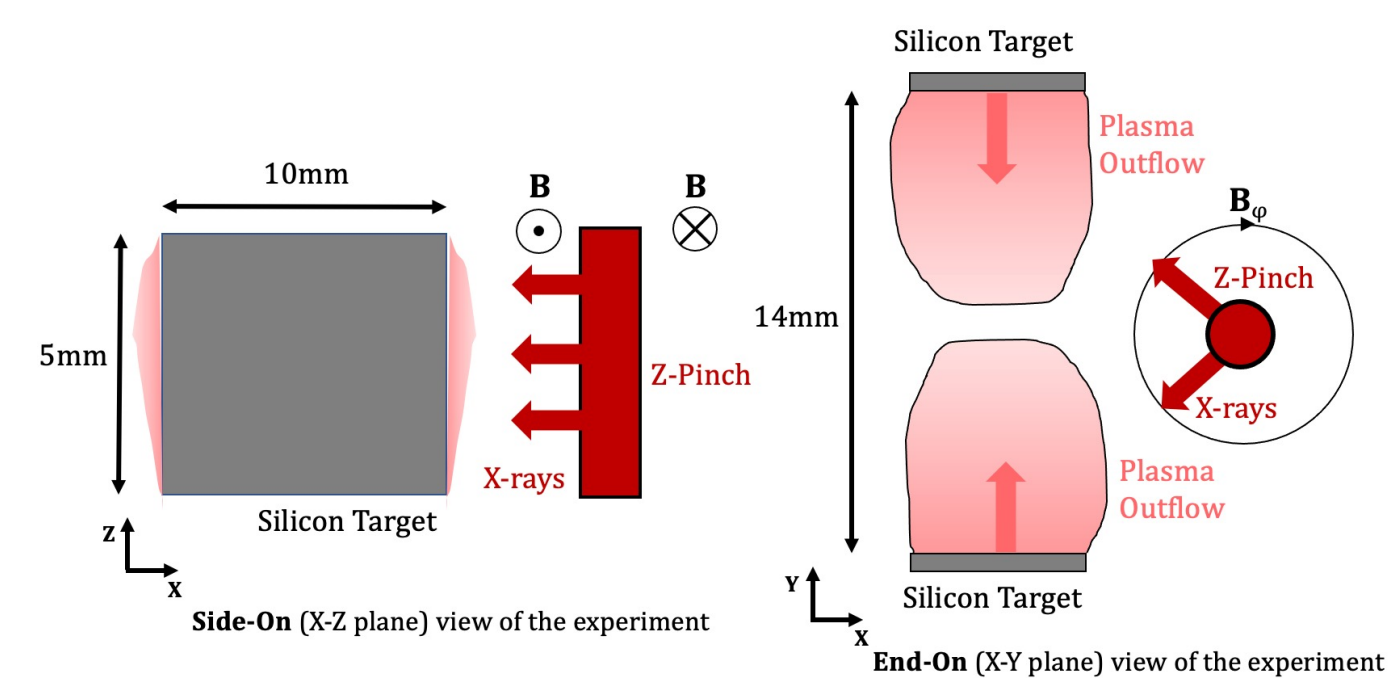 10mm
B
B
5mm
Z-Pinch
X-rays
Silicon Target
Z
X
Side-On (X-Z plane) view of the experiment
Silicon Target
Plasma
Outflow
Bφ
Z-Pinch
14mm
X-rays
Plasma
Outflow
Silicon Target
Y
X
End-On (X-Y plane) view of the experiment